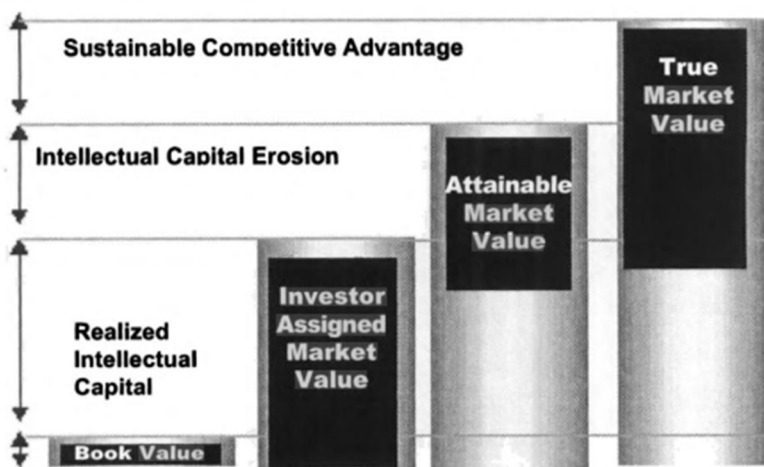 Sustainable Competitive Advantage
True
Market
Value
Intellectual Capital Erosion
Attainable
Market
Value
Investor
Assigned
Market
Value
Realized
Intellectual
Capital
Book Value